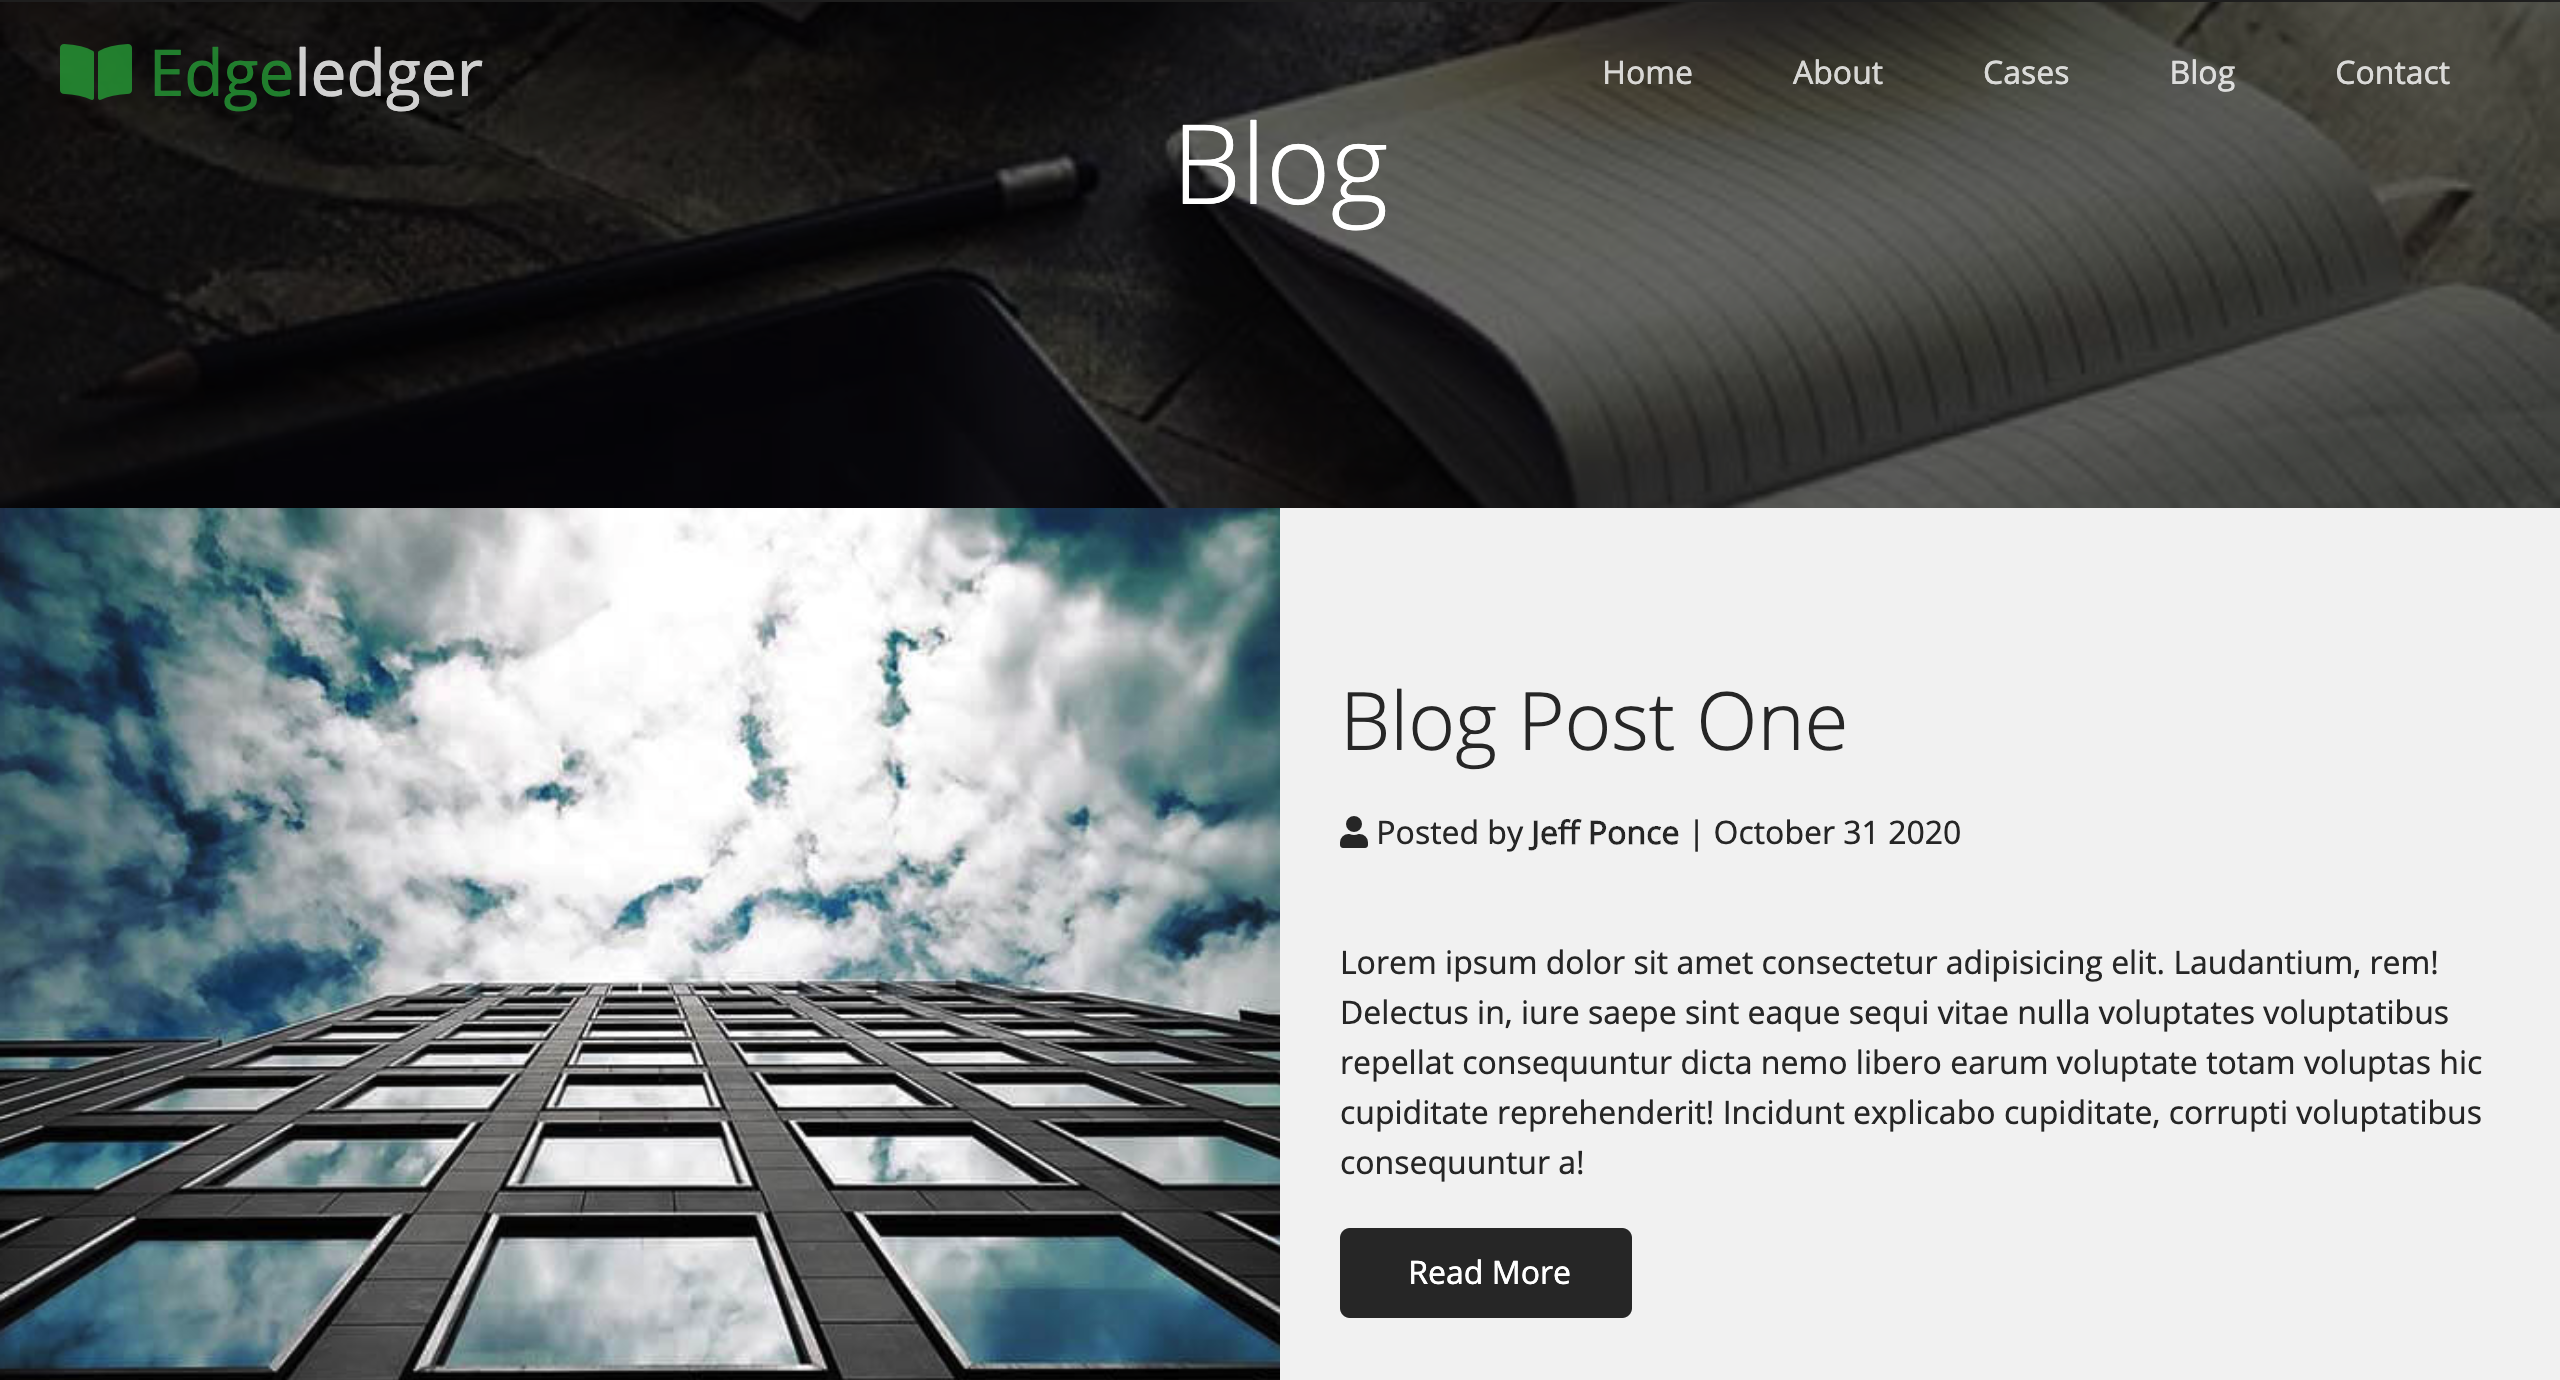 Edgeledger
Home About Cases Blog Contact
Blog
Blog Post One
Posted by Jeff Ponce | October 31 2020
Lorem ipsum dolor sit amet consectetur adipisicing elit. Laudantium, rem!
Delectus in, iure saepe sint eaque sequi vitae nulla voluptates voluptatibus
repellat consequuntur dicta nemo libero earum voluptate totam voluptas hic
cupiditate reprehenderit! Incidunt explicabo cupiditate, corrupti voluptatibus
consequuntur a!
Read More